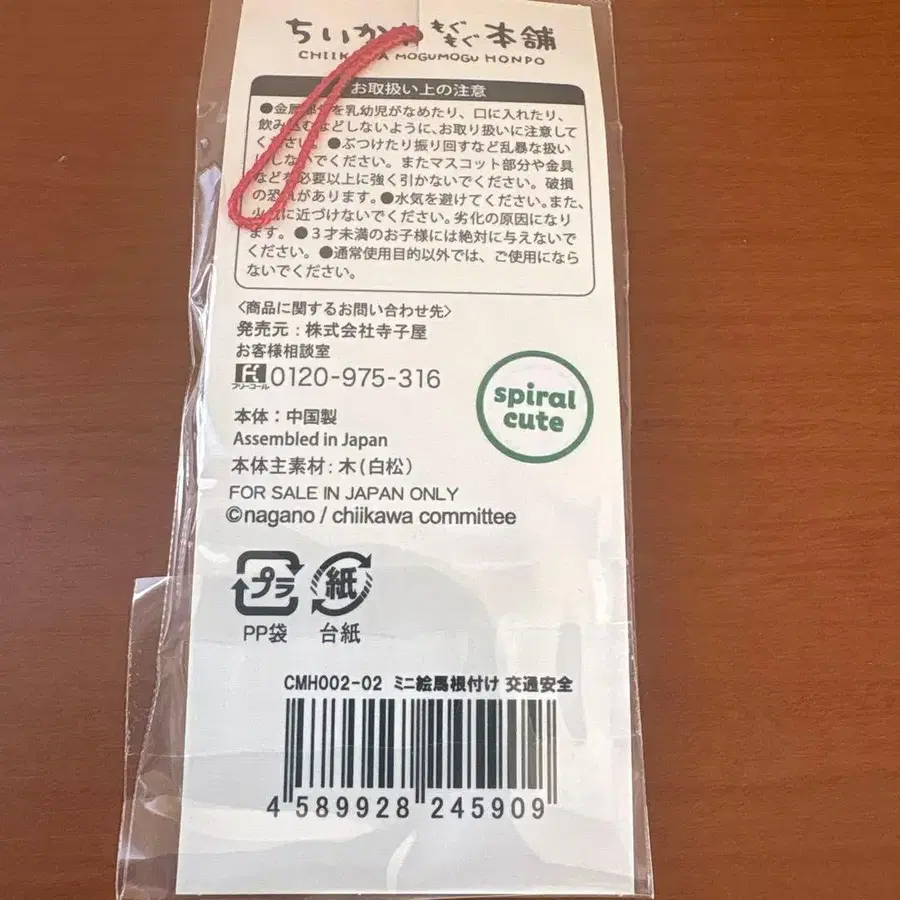 ちいかわもぐもぐ本舗
CHIIKAWA MOGUMOGU HONPO
お取扱い上の注意
●金属部分を乳幼児がなめたり、口に入れたり、
飲み込むなどしないように、お取り扱いに注意して
ください。●ぶつけたり振り回すなど乱暴な扱い
しないでください。またマスコット部分や金具
などを必要以上に強く引かないでください。破損
の恐れがあります。●水気を避けてください。また、
火気に近づけないでください。劣化の原因になり
ます。●3才未満のお子様には絶対に与えないで
ください。●通常使用目的以外では、ご使用になら
ないでください。
〈商品に関するお問い合わせ先〉
発売元：株式会社寺子屋
お客様相談室
フリーコール 0120-975-316
spiral
cute
本体：中国製
Assembled in Japan
本体主素材：木(白松)
FOR SALE IN JAPAN ONLY
©nagano / chiikawa committee
プラ 紙
PP袋 台紙
CMH002-02 ミニ絵馬根付け 交通安全
4 589928 245909